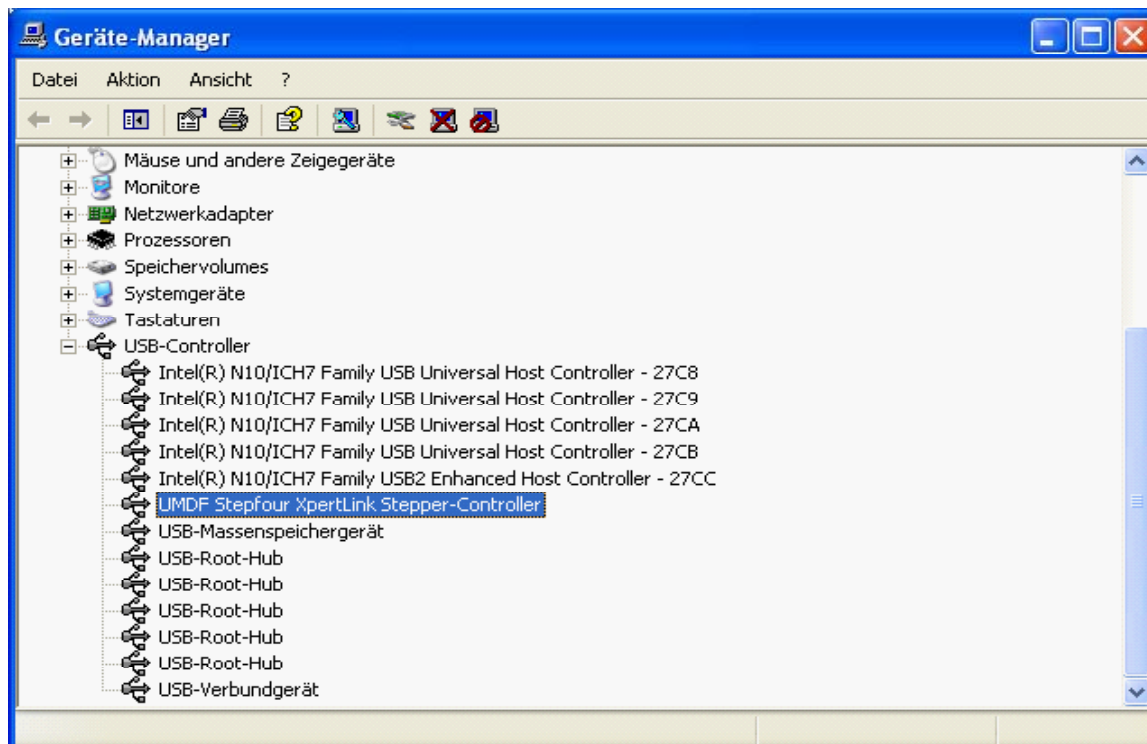 Geräte-Manager
Datei Aktion Ansicht ?
Mäuse und andere Zeigegeräte
Monitore
Netzwerkadapter
Prozessoren
Speichervolumes
Systemgeräte
Tastaturen
USB-Controller
Intel(R) N10/ICH7 Family USB Universal Host Controller - 27C8
Intel(R) N10/ICH7 Family USB Universal Host Controller - 27C9
Intel(R) N10/ICH7 Family USB Universal Host Controller - 27CA
Intel(R) N10/ICH7 Family USB Universal Host Controller - 27CB
Intel(R) N10/ICH7 Family USB2 Enhanced Host Controller - 27CC
UMDF Stepfour XpertLink Stepper-Controller
USB-Massenspeichergerät
USB-Root-Hub
USB-Root-Hub
USB-Root-Hub
USB-Root-Hub
USB-Root-Hub
USB-Verbundgerät